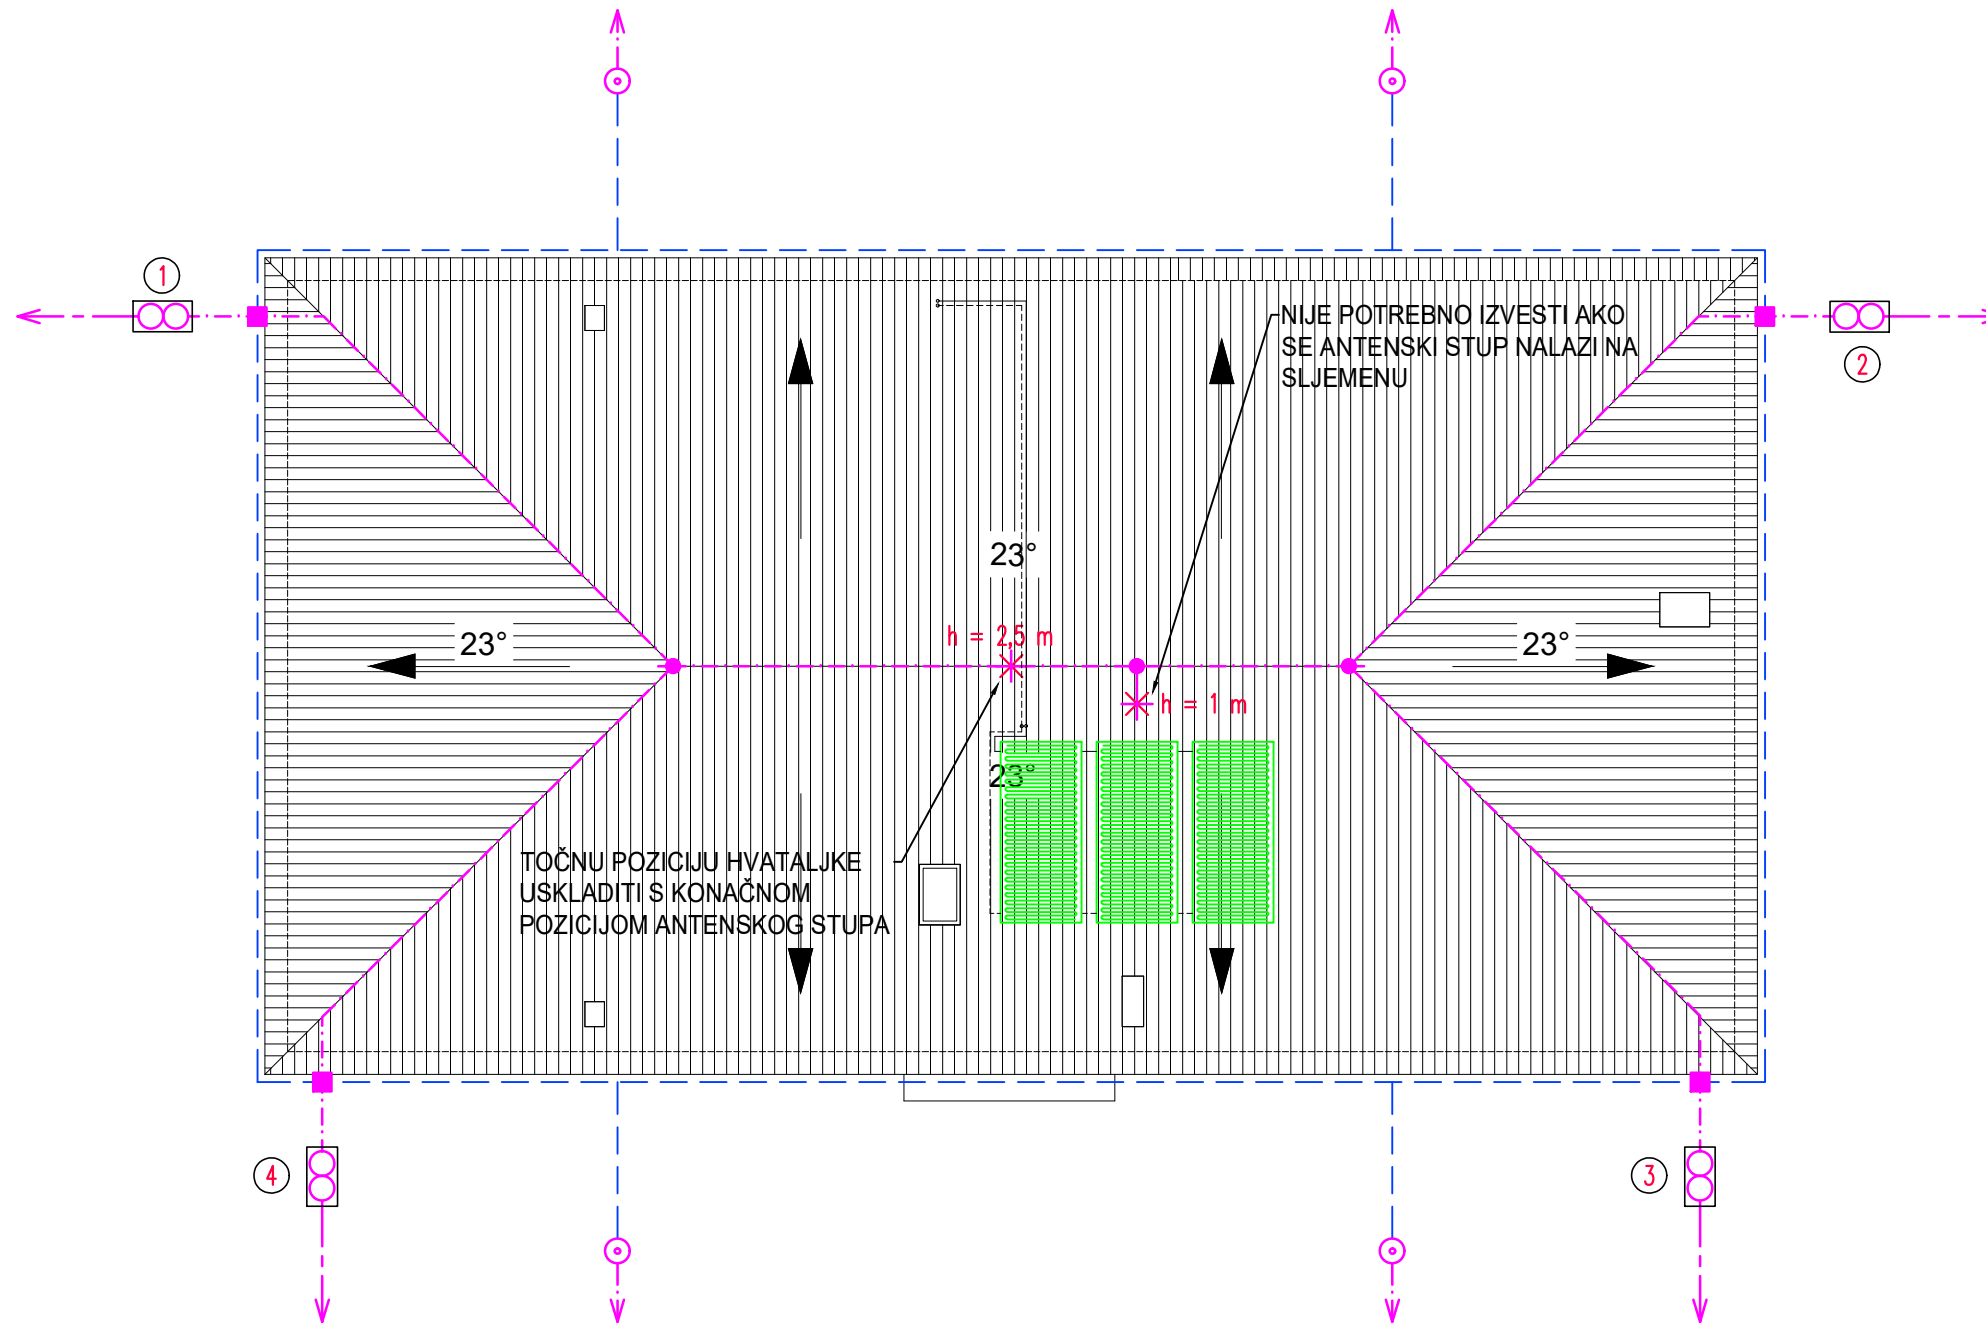 1
NIJE POTREBNO IZVESTI AKO
SE ANTENSKI STUP NALAZI NA
SLJEMENU
2
23°
h = 2,5 m
23°
23°
h = 1 m
23°
TOČNU POZICIJU HVATALJKE
USKLADITI S KONAČNOM
POZICIJOM ANTENSKOG STUPA
4
3